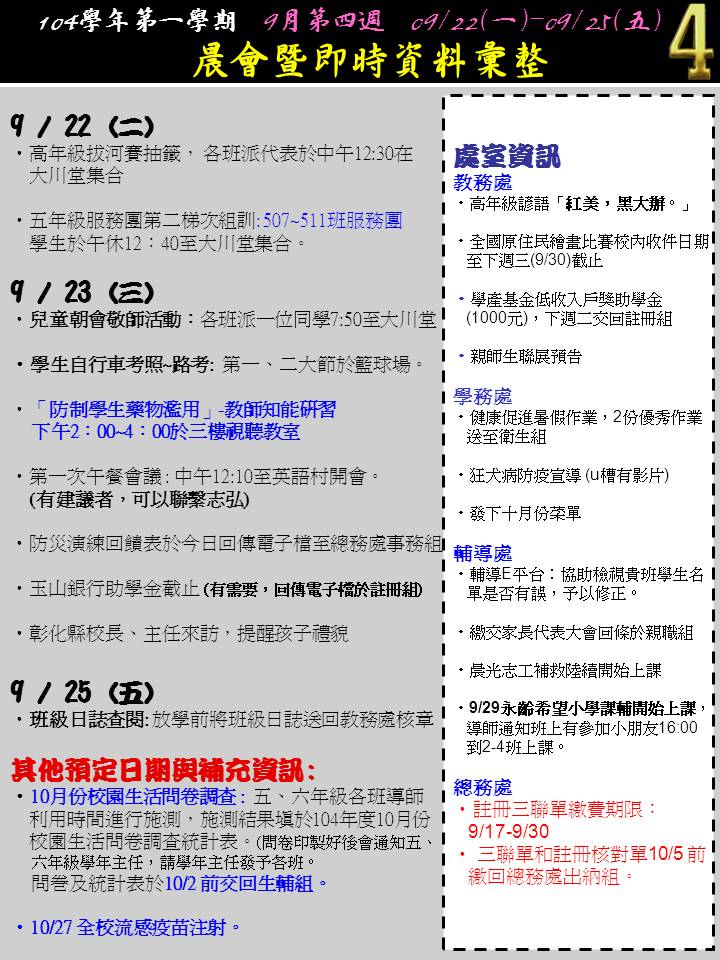 104學年第一學期 9月第四週 09/22(一)-09/25(五)
晨會暨即時資料彙整
4
9 / 22 (二)
・高年級拔河賽抽籤， 各班派代表於中午12:30在
大川堂集合
・五年級服務團第二梯次組訓:507~511班服務團
學生於午休12：40至大川堂集合。
9 / 23 (三)
・兒童朝會敬師活動：各班派一位同學7:50至大川堂
・學生自行車考照~路考: 第一、二大節於籃球場。
・「防制學生藥物濫用」-教師知能研習
下午2：00~4：00於三樓視聽教室
・第一次午餐會議 : 中午12:10至英語村開會。
(有建議者，可以聯繫志弘)
・防災演練回饋表於今日回傳電子檔至總務處事務組
・玉山銀行助學金截止 (有需要，回傳電子檔於註冊組)
・彰化縣校長、主任來訪，提醒孩子禮貌
9 / 25 (五)
・班級日誌查閱:放學前將班級日誌送回教務處核章
其他預定日期與補充資訊:
・10月份校園生活問卷調查 : 五、六年級各班導師
利用時間進行施測，施測結果填於104年度10月份
校園生活問卷調查統計表。(問卷印製好後會通知五、
六年級學年主任，請學年主任發予各班。
問卷及統計表於10/2 前交回生輔組。
・10/27 全校流感疫苗注射。
處室資訊
教務處
・高年級諺語「紅美，黑大辦。」
・全國原住民繪畫比賽校內收件日期
至下週三(9/30)截止
・學產基金低收入戶獎助學金
(1000元)，下週二交回註冊組
・親師生聯展預告
學務處
・健康促進暑假作業，2份優秀作業
送至衛生組
・狂犬病防疫宣導 (u槽有影片)
・發下十月份菜單
輔導處
・輔導E平台：協助檢視貴班學生名
單是否有誤，予以修正。
・繳交家長代表大會回條於親職組
・晨光志工補救陸續開始上課
・9/29永齡希望小學課輔開始上課，
導師通知班上有參加小朋友16:00
到2-4班上課。
總務處
・註冊三聯單繳費期限：
9/17-9/30
・ 三聯單和註冊核對單10/5 前
繳回總務處出納組。